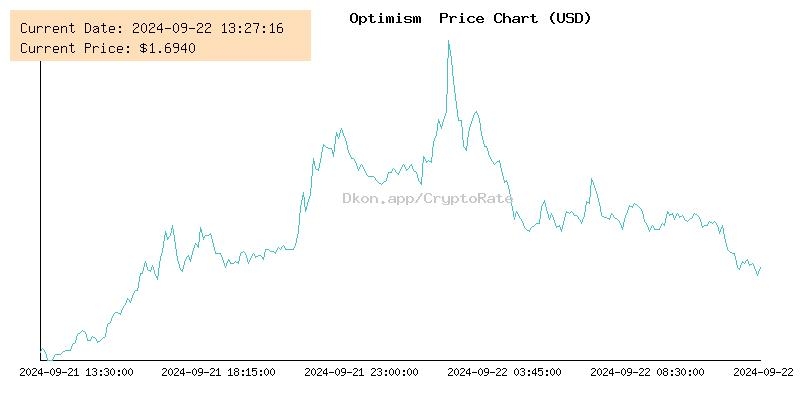 Optimism  Price Chart (USD)
Current Date: 2024-09-22 13:27:16
Current Price: $1.6940
Dkon.app/CryptoRate
2024-09-21 13:30:00 2024-09-21 18:15:00 2024-09-21 23:00:00 2024-09-22 03:45:00 2024-09-22 08:30:00 2024-09-22